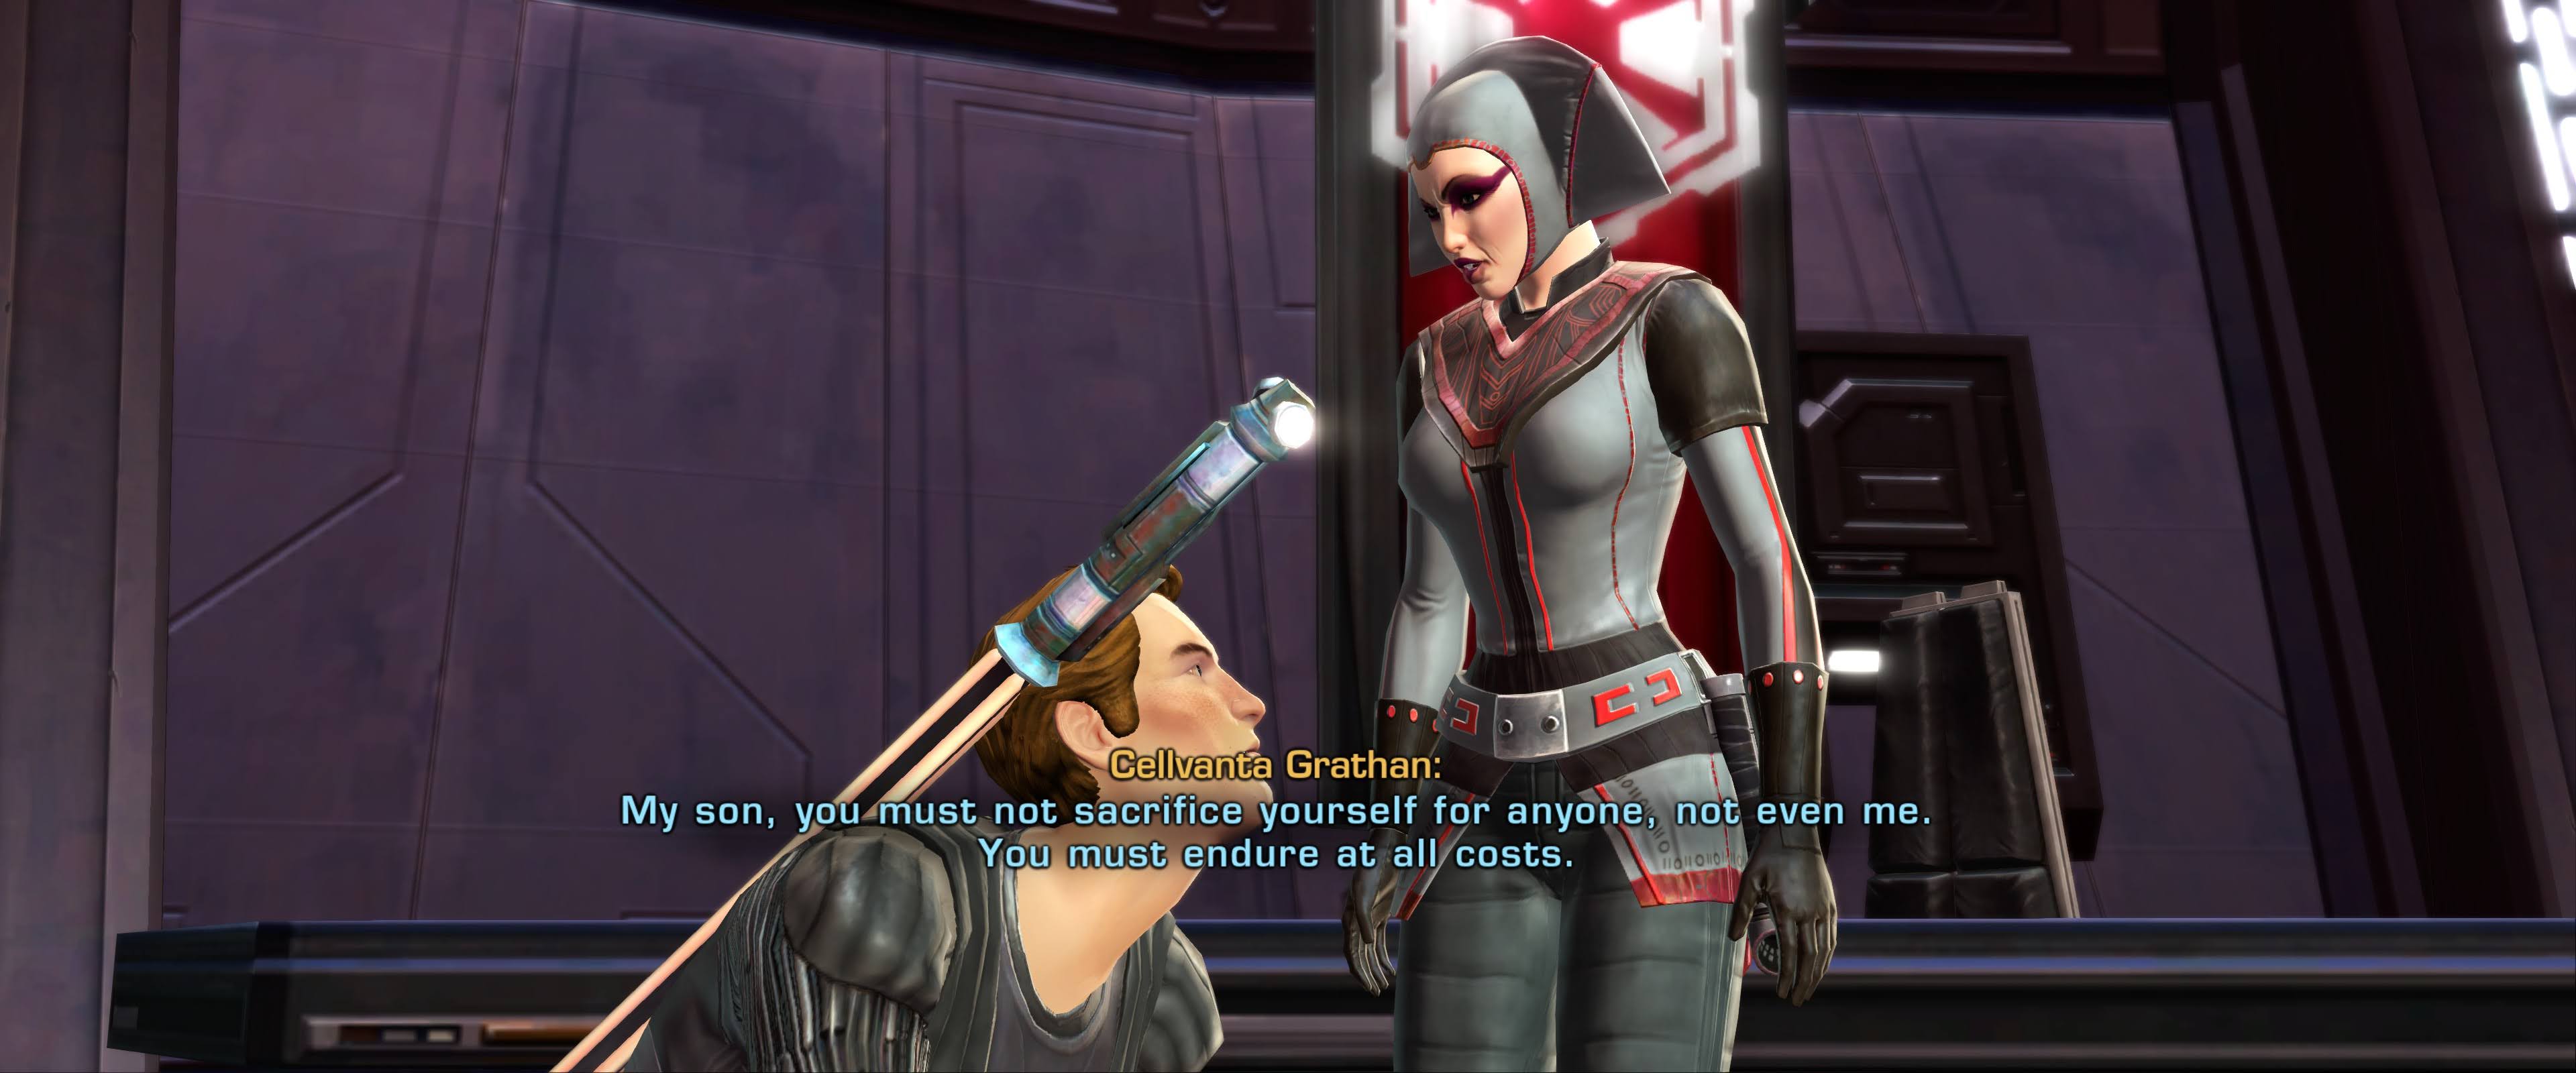 Cellvanta Grathan:
My son, you must not sacrifice yourself for anyone, not even me.
You must endure at all costs.